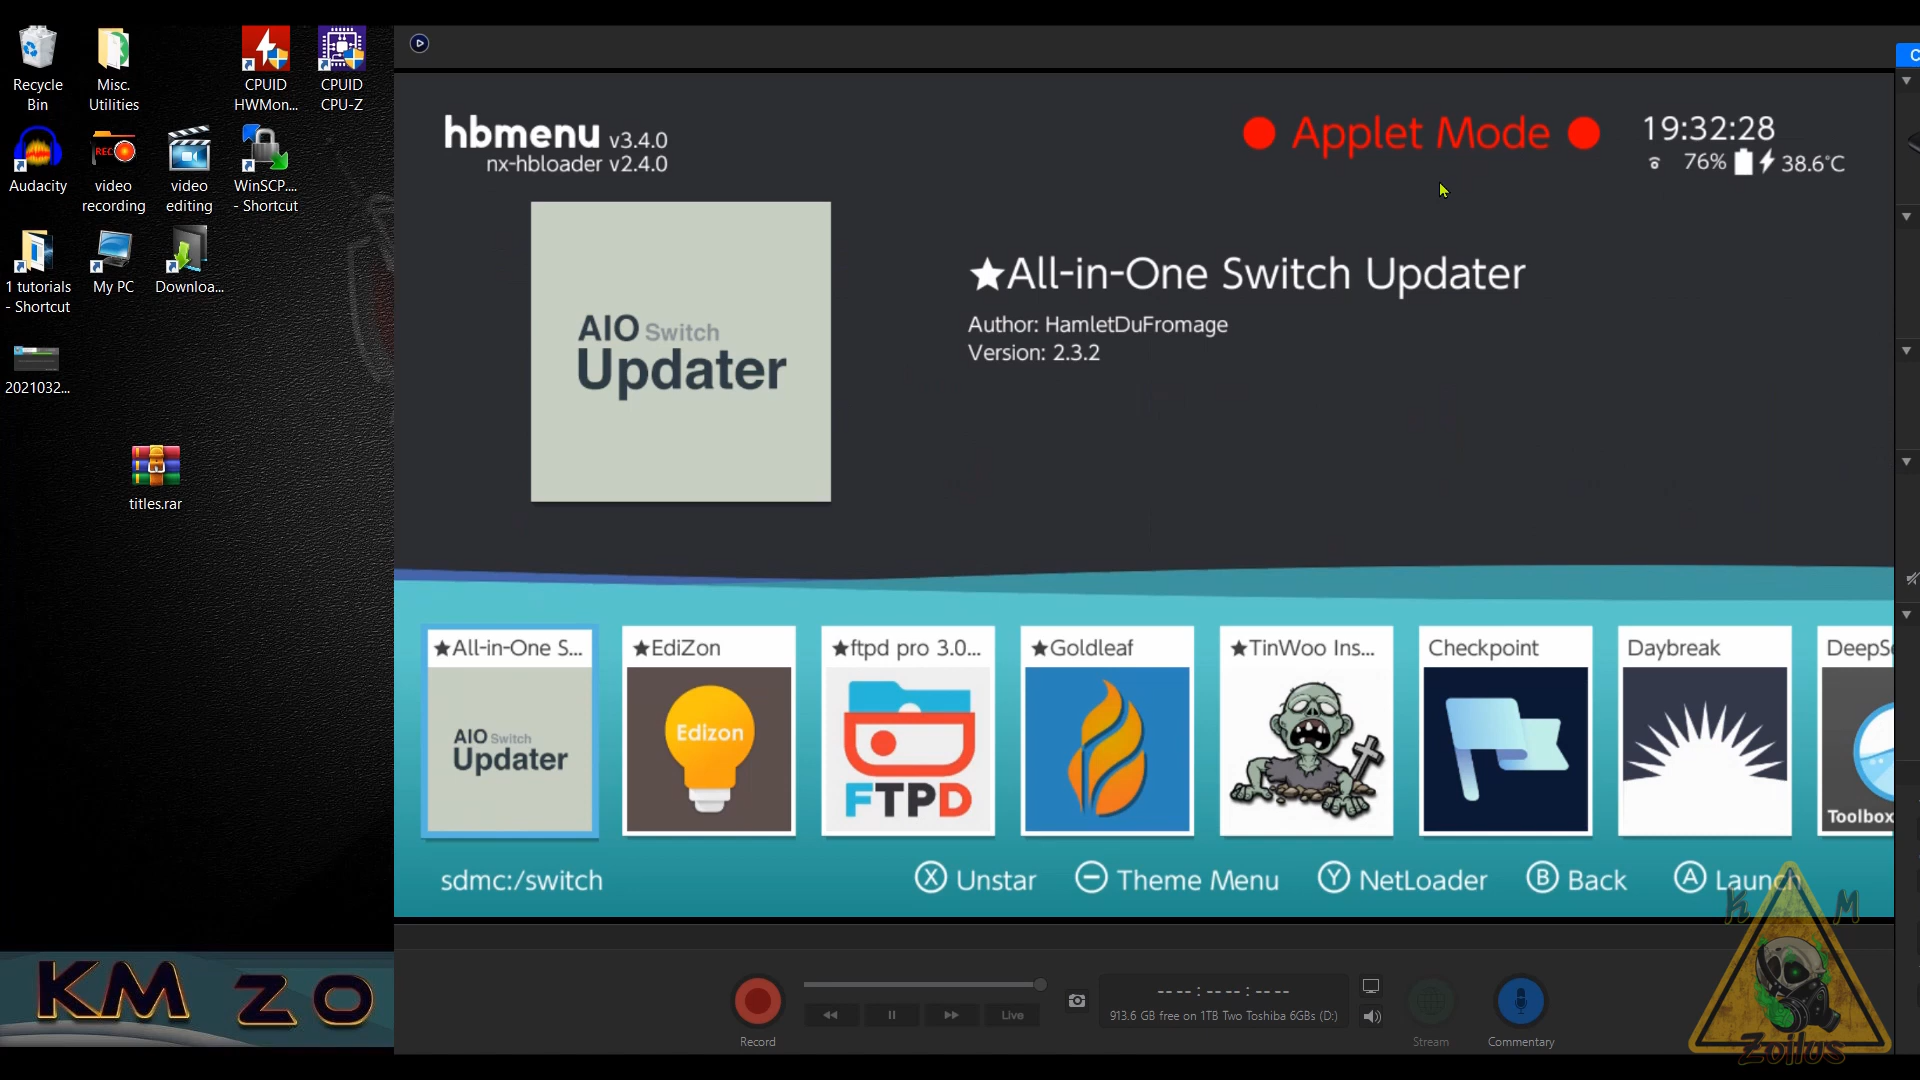 Recycle
Bin
Misc.
Utilities
CPUID
HWMon...
CPUID
CPU-Z
Audacity
REC
video
recording
video
editing
WinSCP....
- Shortcut
1 tutorials
- Shortcut
My PC
Downloa...
2021032...
titles.rar
KM ZO
hbmenu v3.4.0
nx-hbloader v2.4.0
Applet Mode
19:32:28
76% 38.6°C
AIO Switch
Updater
★All-in-One Switch Updater
Author: HamletDuFromage
Version: 2.3.2
★All-in-One S...
AIO Switch
Updater
★EdiZon
Edizon
★ftpd pro 3.0...
FTPD
★Goldleaf
★TinWoo Ins...
Checkpoint
Daybreak
DeepSe
Toolbox
sdmc:/switch
X Unstar
Theme Menu
Y NetLoader
B Back
A Launch
Record
Live
-- -- : -- -- : -- --
913.6 GB free on 1TB Two Toshiba 6GBs (D:)
Stream
Commentary
K M
Zoilus